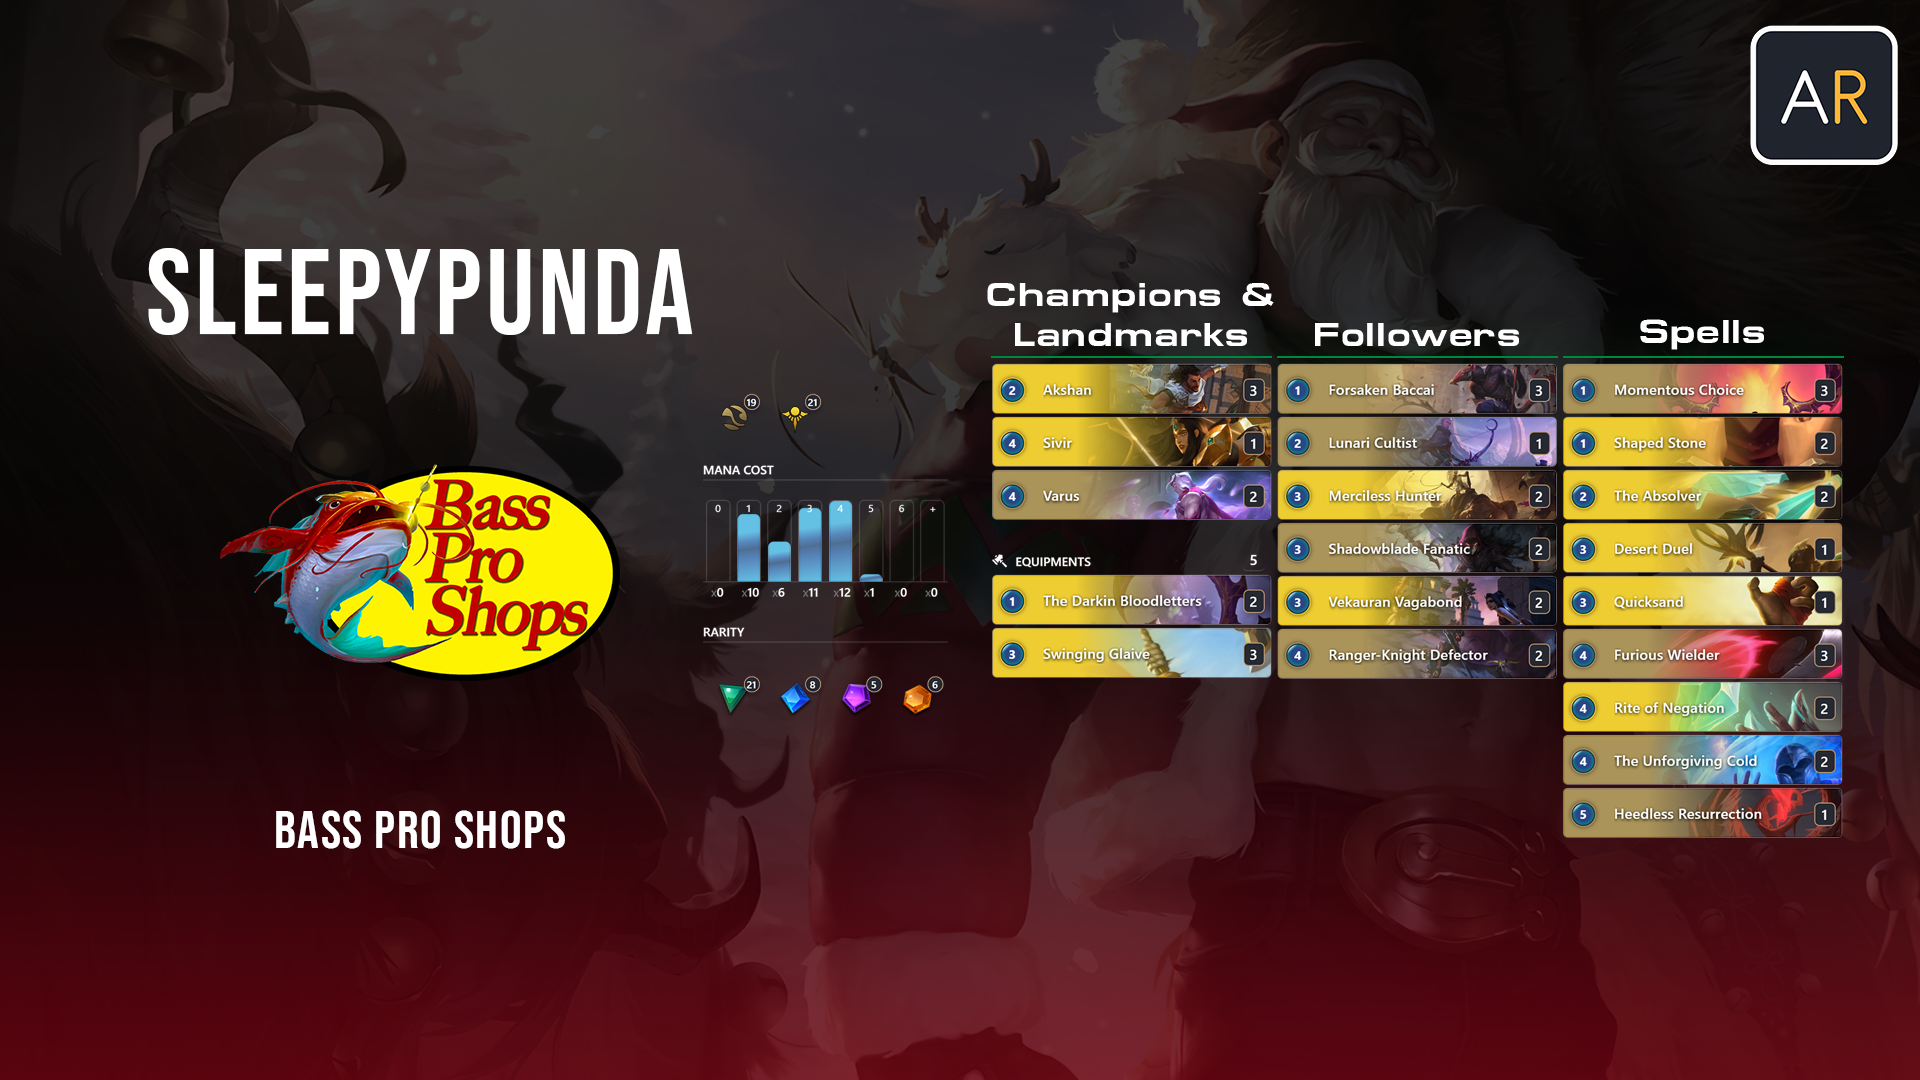 AR
SLEEPYPUNDA
Bass
Pro
Shops
BASS PRO SHOPS
19
21
MANA COST
0 1 2 3 4 5 6 +
x0 x10 x6 x11 x12 x1 x0 x0
RARITY
21 8 5 6
Champions &
Landmarks
2 Akshan 3
4 Sivir 1
4 Varus 2
EQUIPMENTS 5
1 The Darkin Bloodletters 2
3 Swinging Glaive 3
Followers
1 Forsaken Baccai 3
2 Lunari Cultist 1
3 Merciless Hunter 2
3 Shadowblade Fanatic 2
3 Vekauran Vagabond 2
4 Ranger-Knight Defector 2
Spells
1 Momentous Choice 3
1 Shaped Stone 2
2 The Absolver 2
3 Desert Duel 1
3 Quicksand 1
4 Furious Wielder 3
4 Rite of Negation 2
4 The Unforgiving Cold 2
5 Heedless Resurrection 1